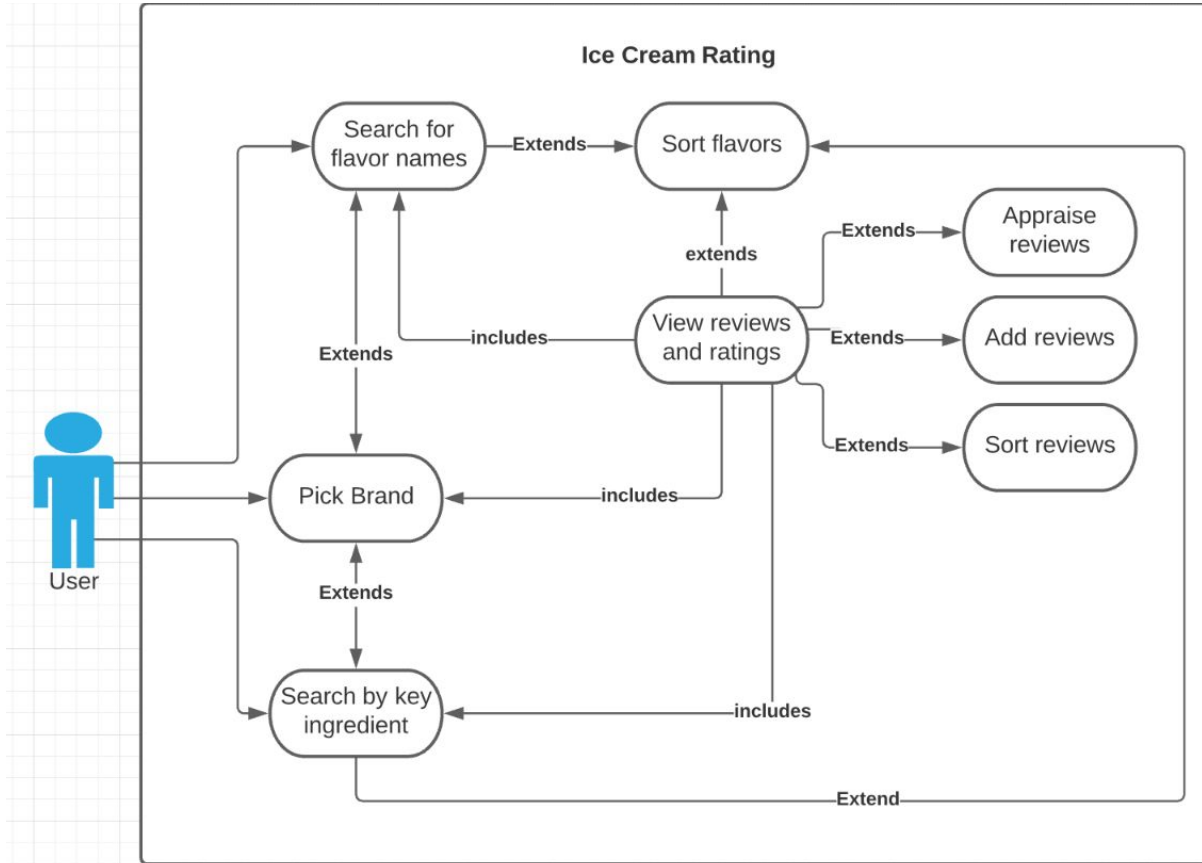 Ice Cream Rating
Search for
flavor names
Extends
Sort flavors
Appraise
reviews
Extends
extends
View reviews
and ratings
includes
Extends
Add reviews
Extends
Extends
Sort reviews
Pick Brand
includes
User
Extends
Search by key
ingredient
includes
Extend